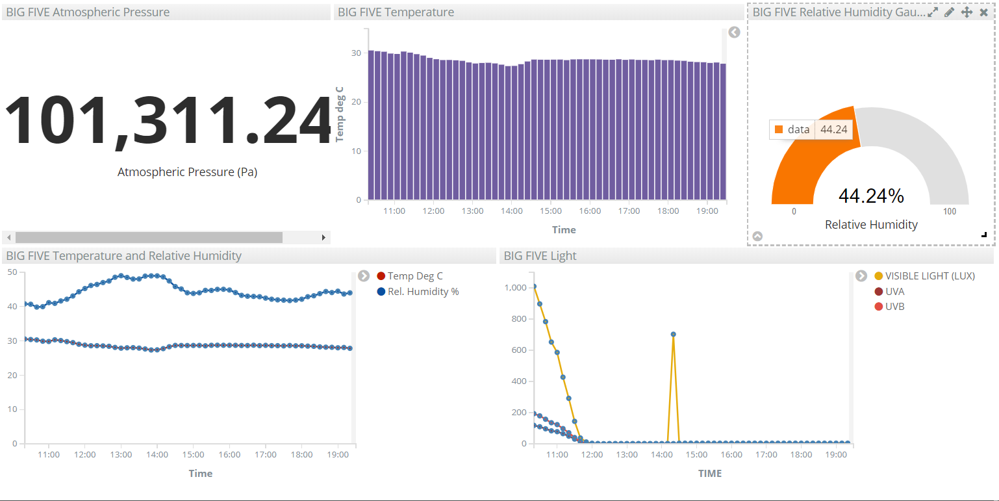 BIG FIVE Atmospheric Pressure
101,311.24
Atmospheric Pressure (Pa)
BIG FIVE Temperature
Temp deg C
30
20
10
0
11:00 12:00 13:00 14:00 15:00 16:00 17:00 18:00 19:00
Time
BIG FIVE Relative Humidity Gau...
data 44.24
44.24%
0 100
Relative Humidity
BIG FIVE Temperature and Relative Humidity
50
40
30
20
10
0
11:00 12:00 13:00 14:00 15:00 16:00 17:00 18:00 19:00
Time
Temp Deg C
Rel. Humidity %
BIG FIVE Light
1,000
800
600
400
200
0
11:00 12:00 13:00 14:00 15:00 16:00 17:00 18:00 19:00
TIME
VISIBLE LIGHT (LUX)
UVA
UVB